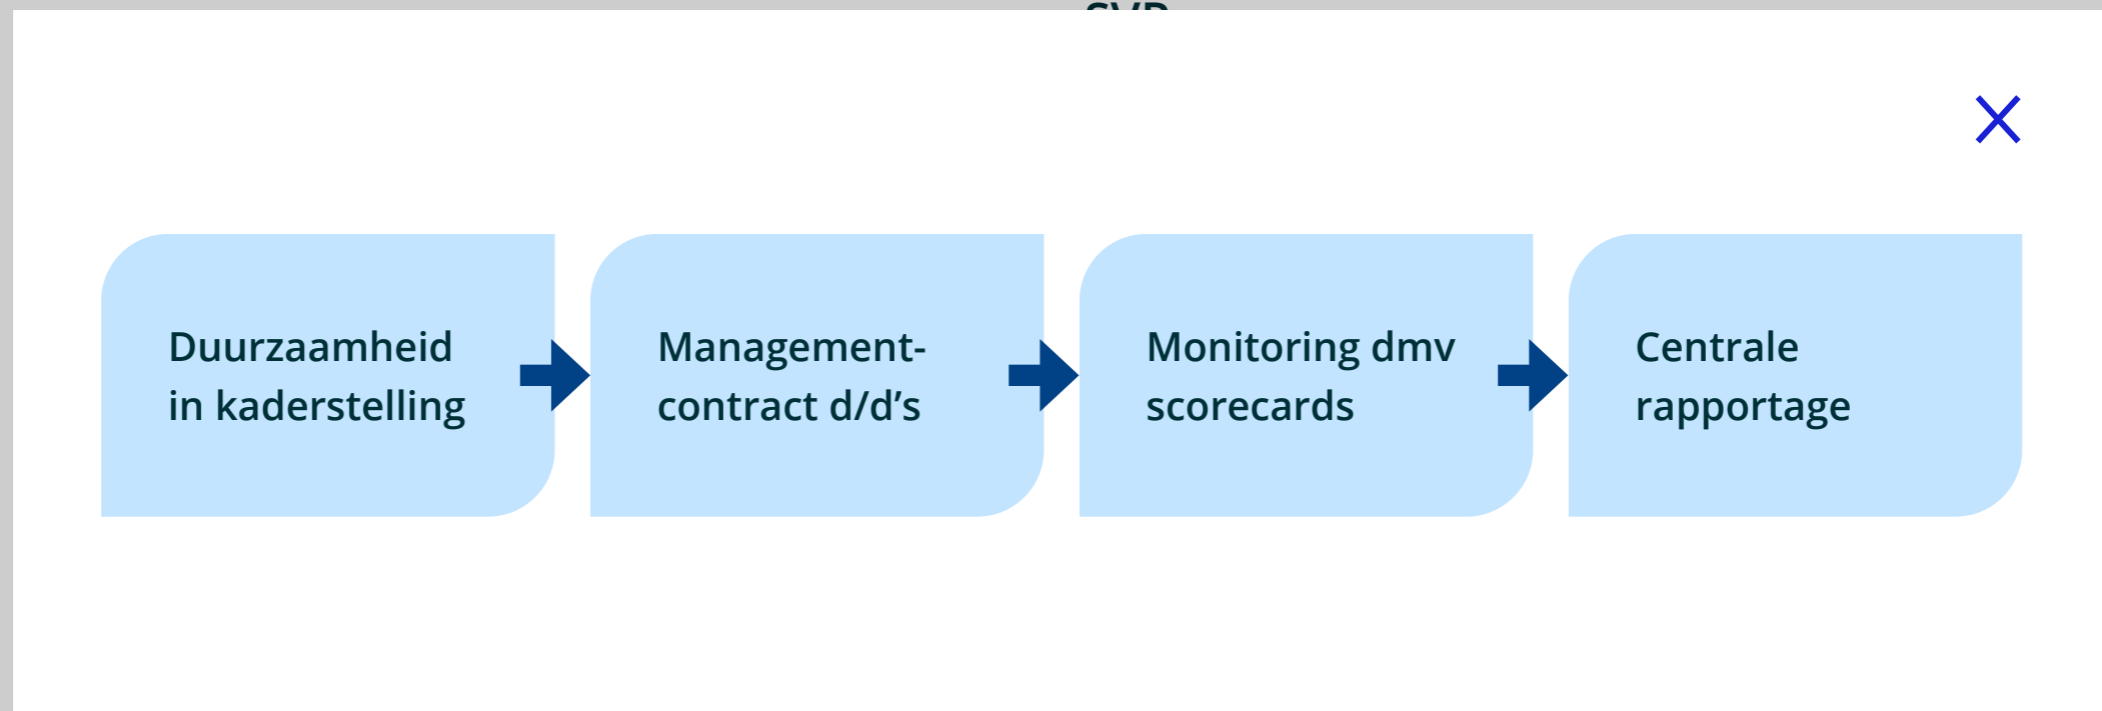 Duurzaamheid
in kaderstelling
Management-
contract d/d’s
Monitoring dmv
scorecards
Centrale
rapportage